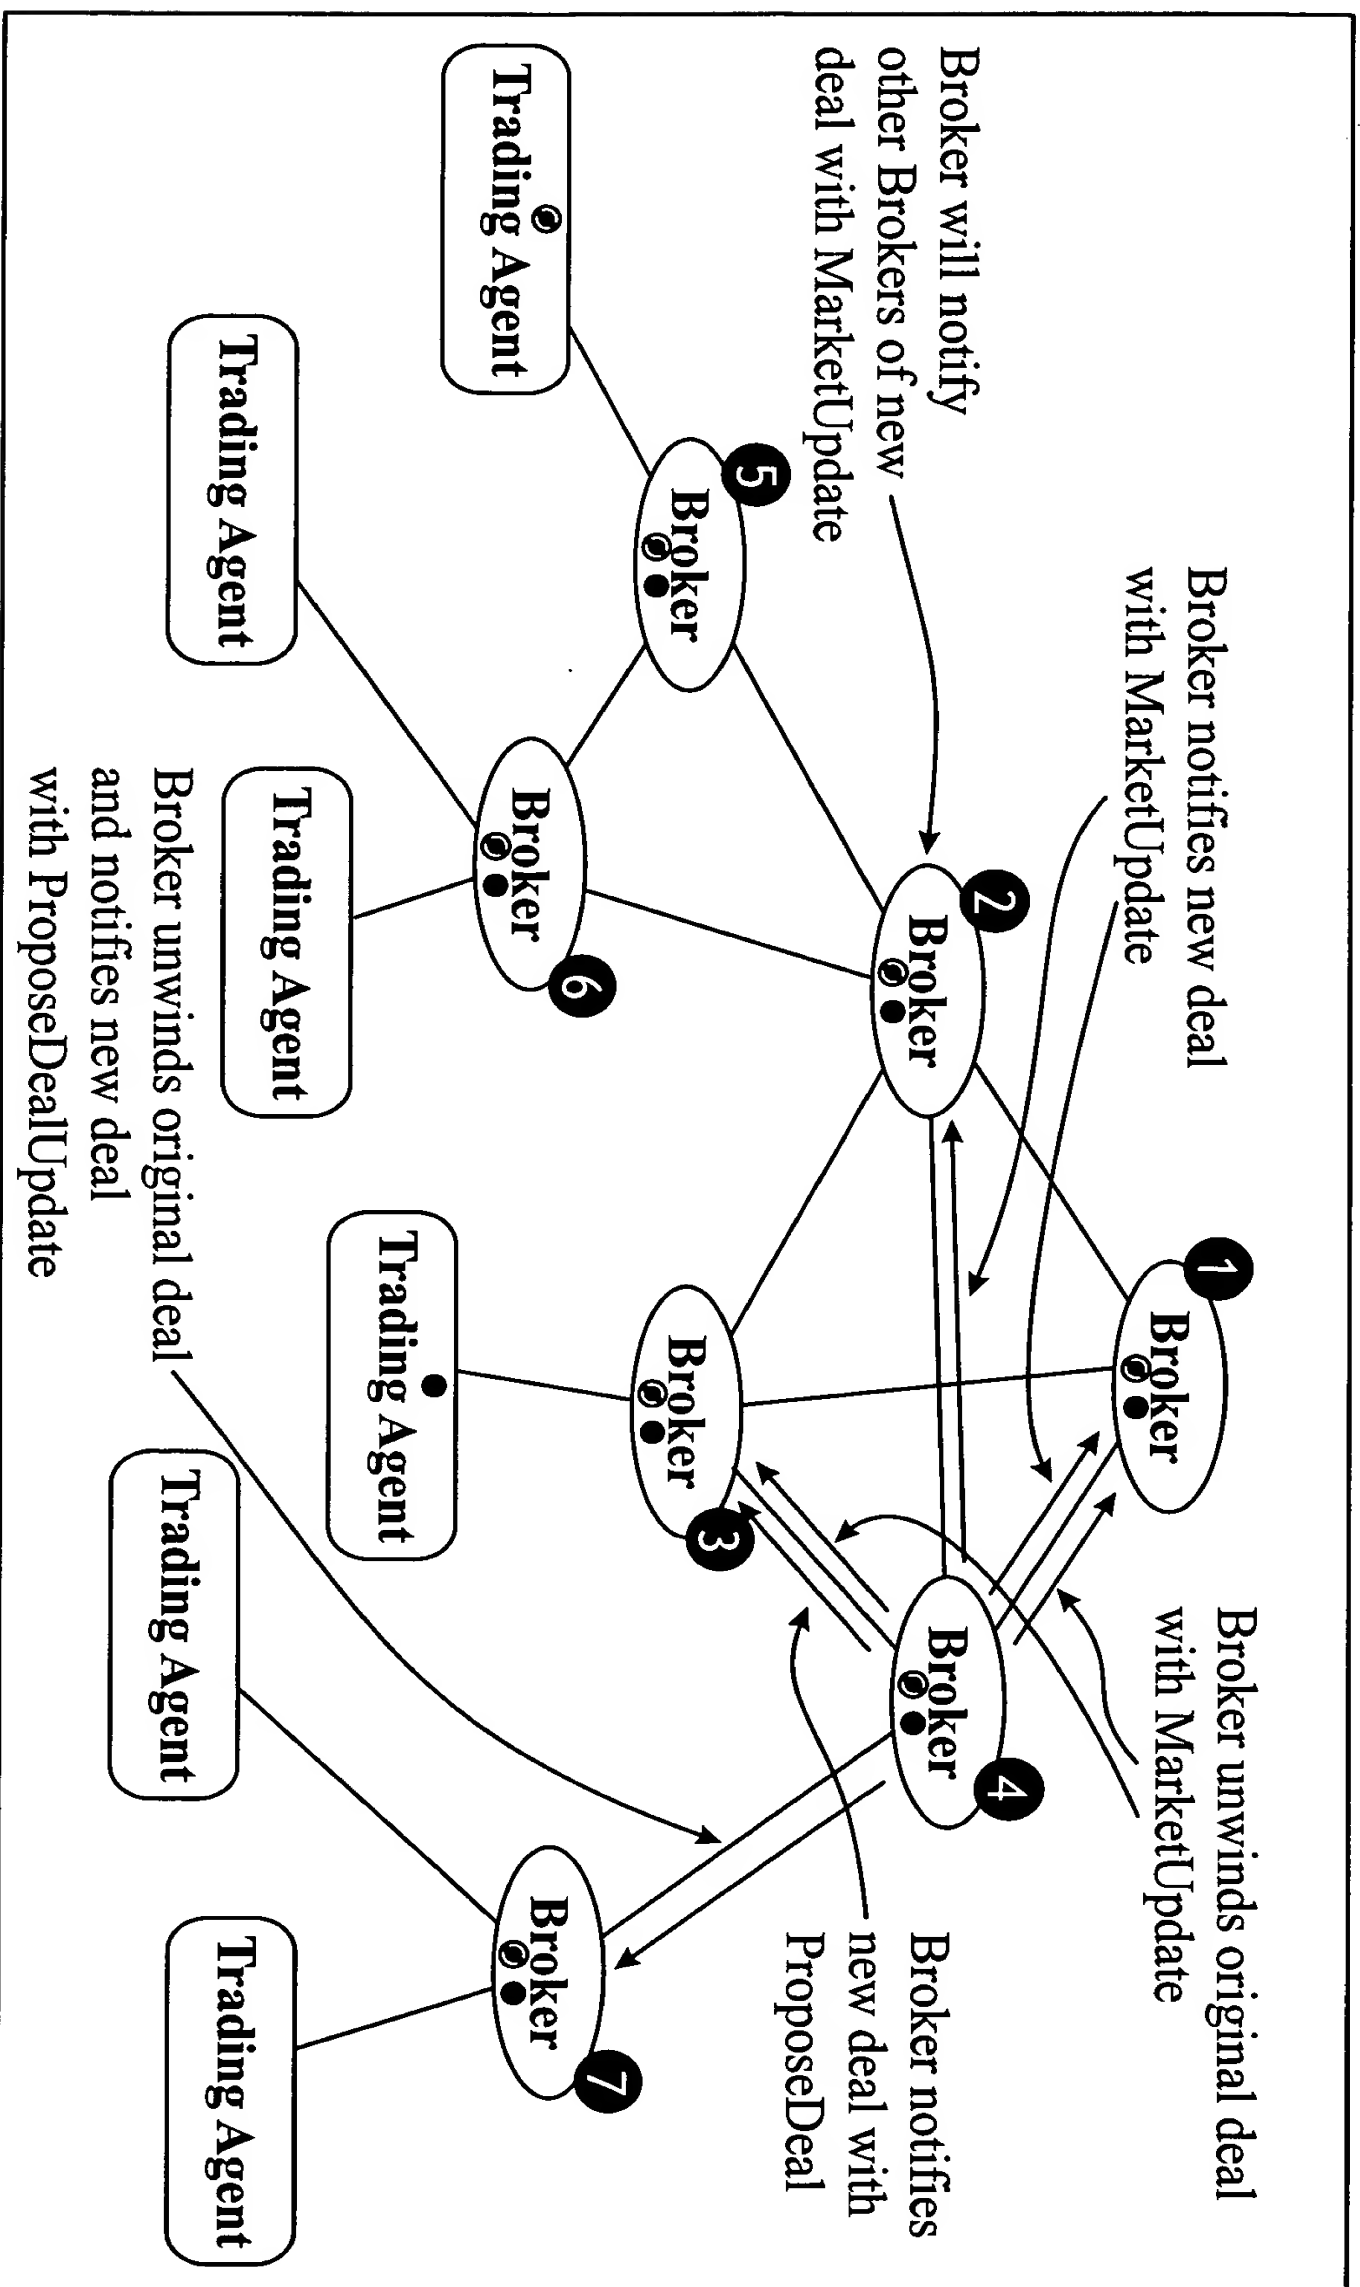 Broker notifies new deal
with MarketUpdate
Broker unwinds original deal
with MarketUpdate
Broker will notify
other Brokers of new
deal with MarketUpdate
1
Broker
2
Broker
4
Broker
Broker notifies
new deal with
ProposeDeal
5
Broker
3
Broker
6
Broker
7
Broker
Trading Agent
Trading Agent
Trading Agent
Trading Agent
Trading Agent
Trading Agent
Broker unwinds original deal
and notifies new deal
with ProposeDealUpdate